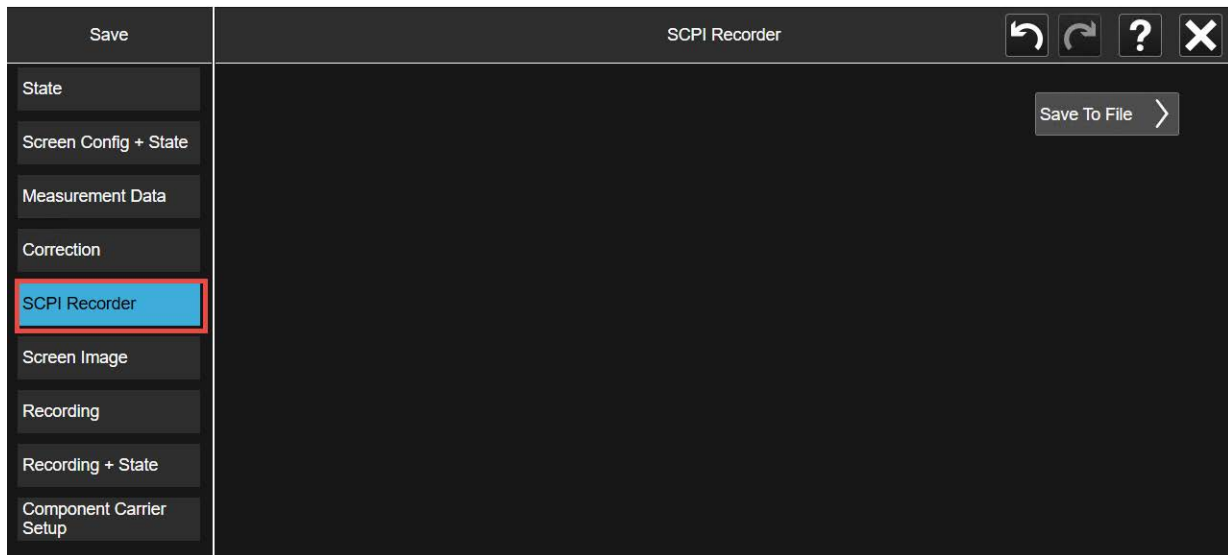 Save
SCPI Recorder
?
State
Save To File
Screen Config + State
Measurement Data
Correction
SCPI Recorder
Screen Image
Recording
Recording + State
Component Carrier
Setup